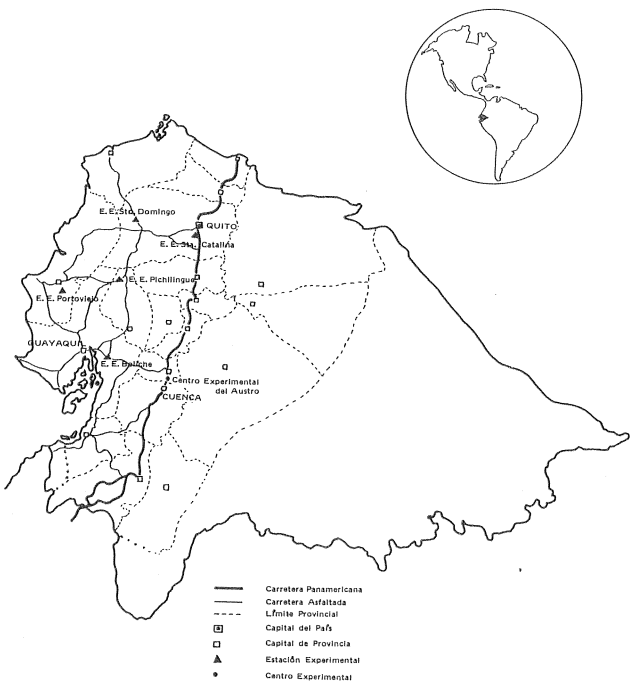 E. E. Sto. Domingo
QUITO
E. E. Sta. Catalina
E. E. Pichilingue
E. E. Portoviejo
GUAYAQUIL
E. E. Boliche
Centro Experimental
del Austro
CUENCA
Carretera Panamericana
Carretera Asfaltada
Límite Provincial
Capital del País
Capital de Provincia
Estación Experimental
Centro Experimental